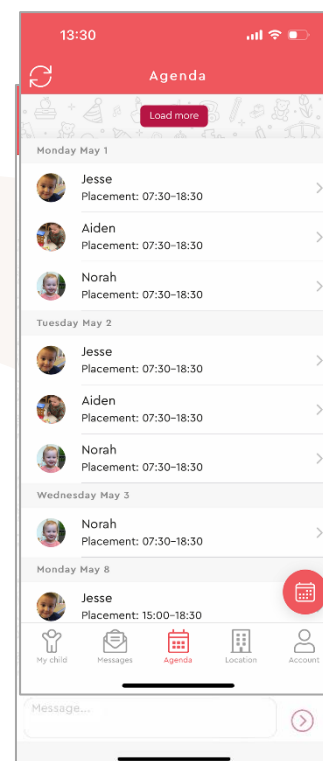 13:30
Agenda
Load more
Monday May 1
Jesse
Placement: 07:30-18:30
Aiden
Placement: 07:30-18:30
Norah
Placement: 07:30-18:30
Tuesday May 2
Jesse
Placement: 07:30-18:30
Aiden
Placement: 07:30-18:30
Norah
Placement: 07:30-18:30
Wednesday May 3
Norah
Placement: 07:30-18:30
Monday May 8
Jesse
Placement: 15:00-18:30
My child Messages Agenda Location Account
Message...